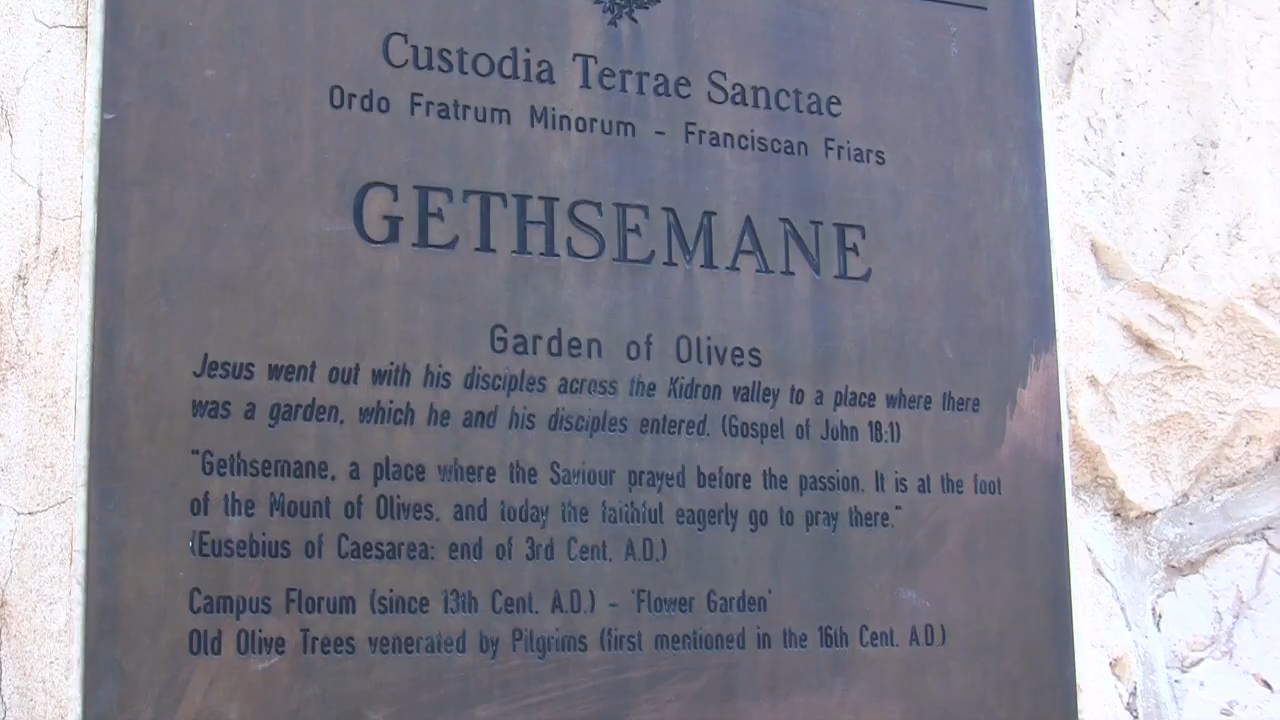 Custodia Terrae Sanctae
Ordo Fratrum Minorum - Franciscan Friars
GETHSEMANE
Garden of Olives
Jesus went out with his disciples across the Kidron valley to a place where there
was a garden, which he and his disciples entered. (Gospel of John 18:1)
"Gethsemane, a place where the Saviour prayed before the passion. It is at the foot
of the Mount of Olives, and today the faithful eagerly go to pray there."
(Eusebius of Caesarea: end of 3rd Cent. A.D.)
Campus Florum (since 13th Cent. A.D.) - 'Flower Garden'
Old Olive Trees venerated by Pilgrims (first mentioned in the 16th Cent. A.D.)